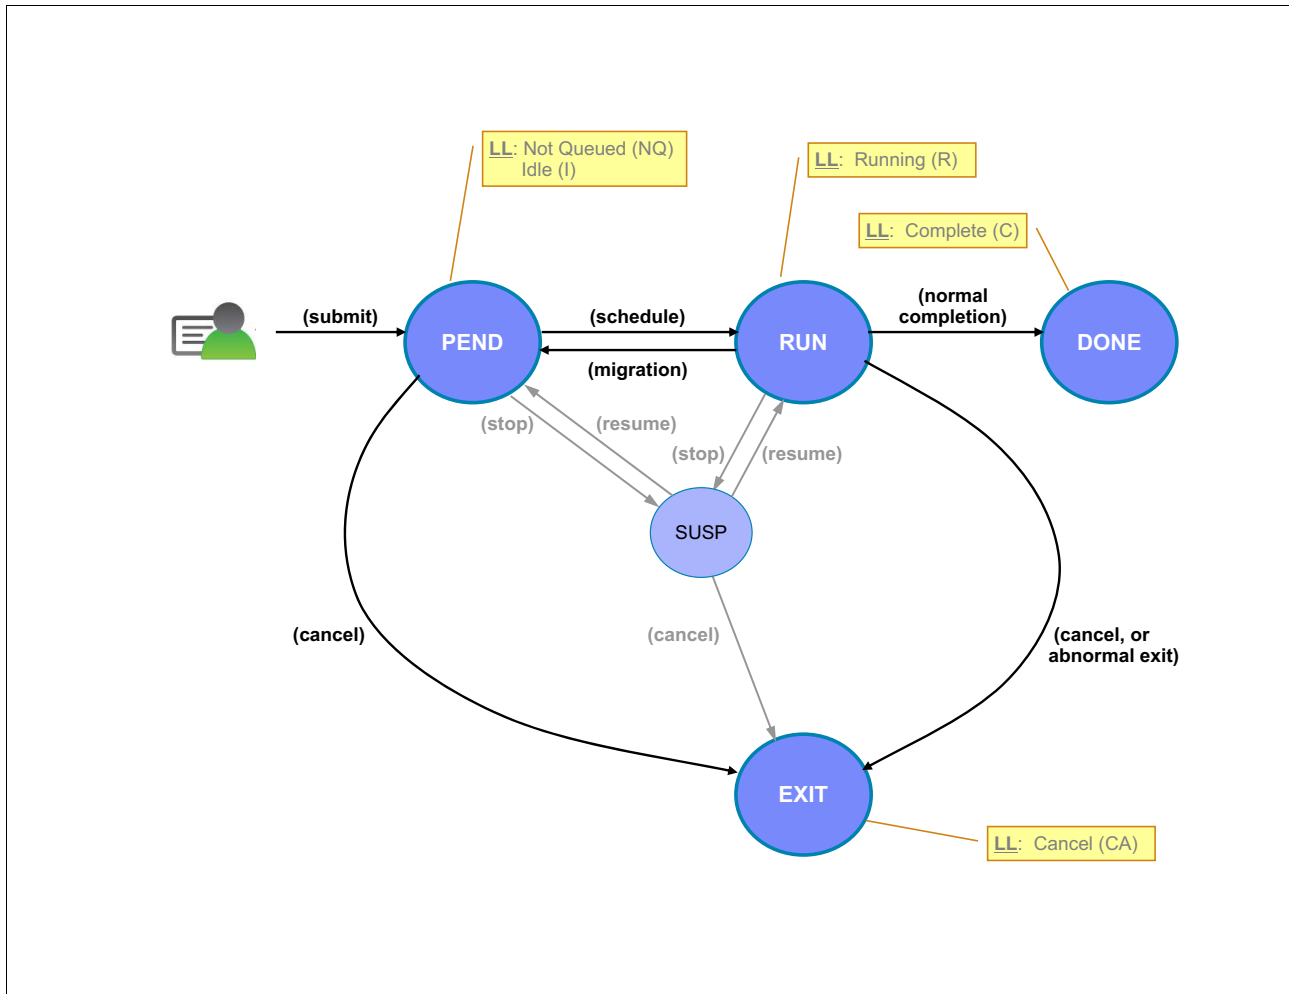 LL: Not Queued (NQ)
Idle (I)
LL: Running (R)
LL: Complete (C)
(submit)
PEND
(schedule)
(migration)
RUN
(normal
completion)
DONE
(stop)
(resume)
(stop)
(resume)
SUSP
(cancel)
(cancel)
(cancel, or
abnormal exit)
EXIT
LL: Cancel (CA)